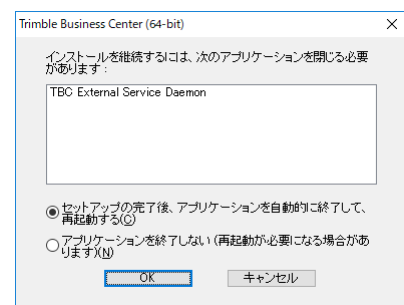 Trimble Business Center (64-bit)
インストールを継続するには、次のアプリケーションを閉じる必要
があります：
TBC External Service Daemon
セットアップの完了後、アプリケーションを自動的に終了して、
再起動する(C)
アプリケーションを終了しない (再起動が必要になる場合があ
ります)(N)
OK
キャンセル